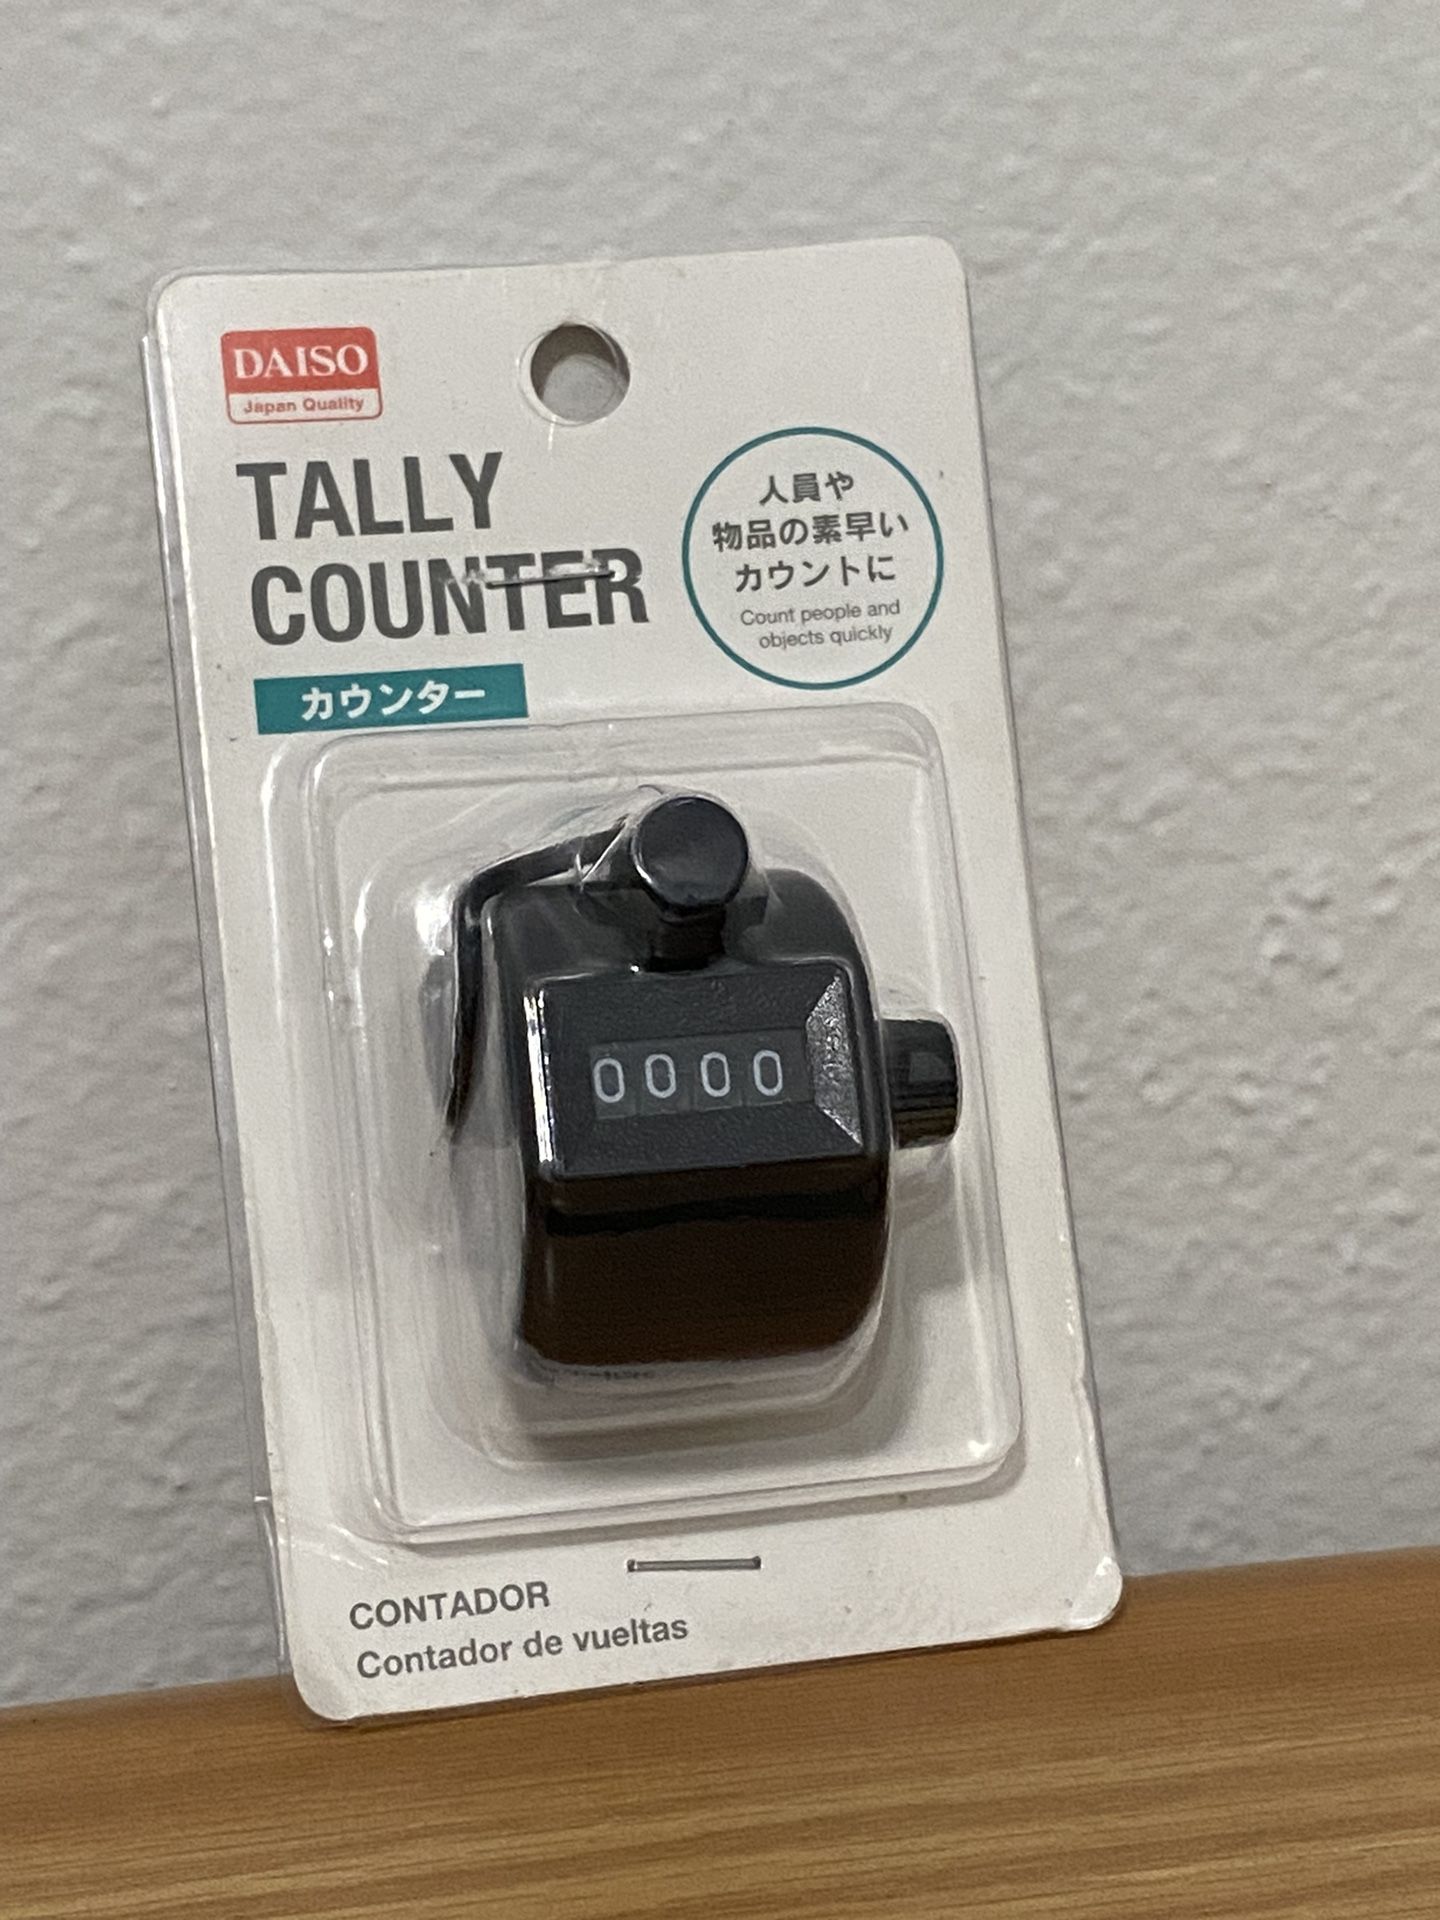 DAISO
Japan Quality
TALLY
COUNTER
カウンター
人員や
物品の素早い
カウントに
Count people and
objects quickly
0000
CONTADOR
Contador de vueltas